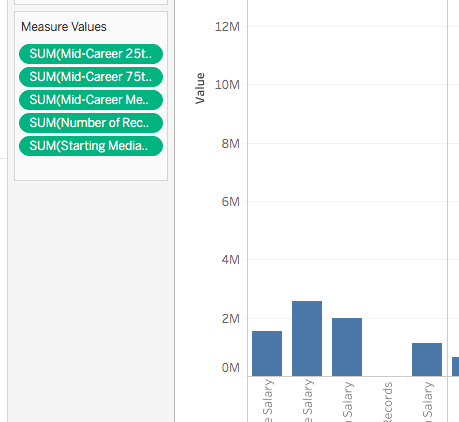 Measure Values
SUM(Mid-Career 25t..
SUM(Mid-Career 75t..
SUM(Mid-Career Me..
SUM(Number of Rec..
SUM(Starting Media..
Value
12M
10M
8M
6M
4M
2M
0M
e Salary
e Salary
n Salary
Records
n Salary